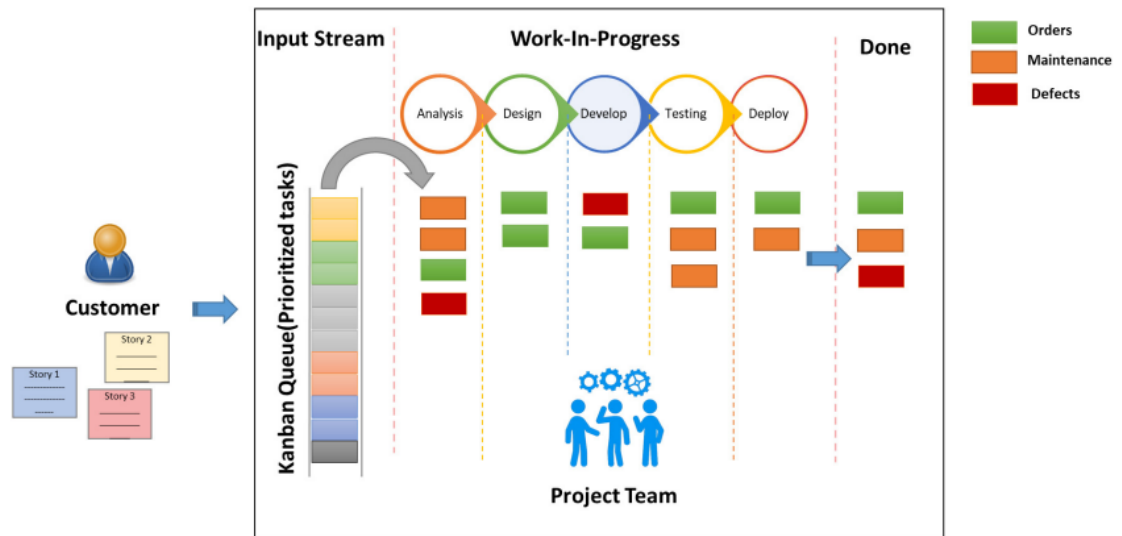 Input Stream
Work-In-Progress
Done
Orders
Maintenance
Defects
Analysis
Design
Develop
Testing
Deploy
Kanban Queue(Prioritized tasks)
Customer
Story 2
Story 1
Story 3
Project Team